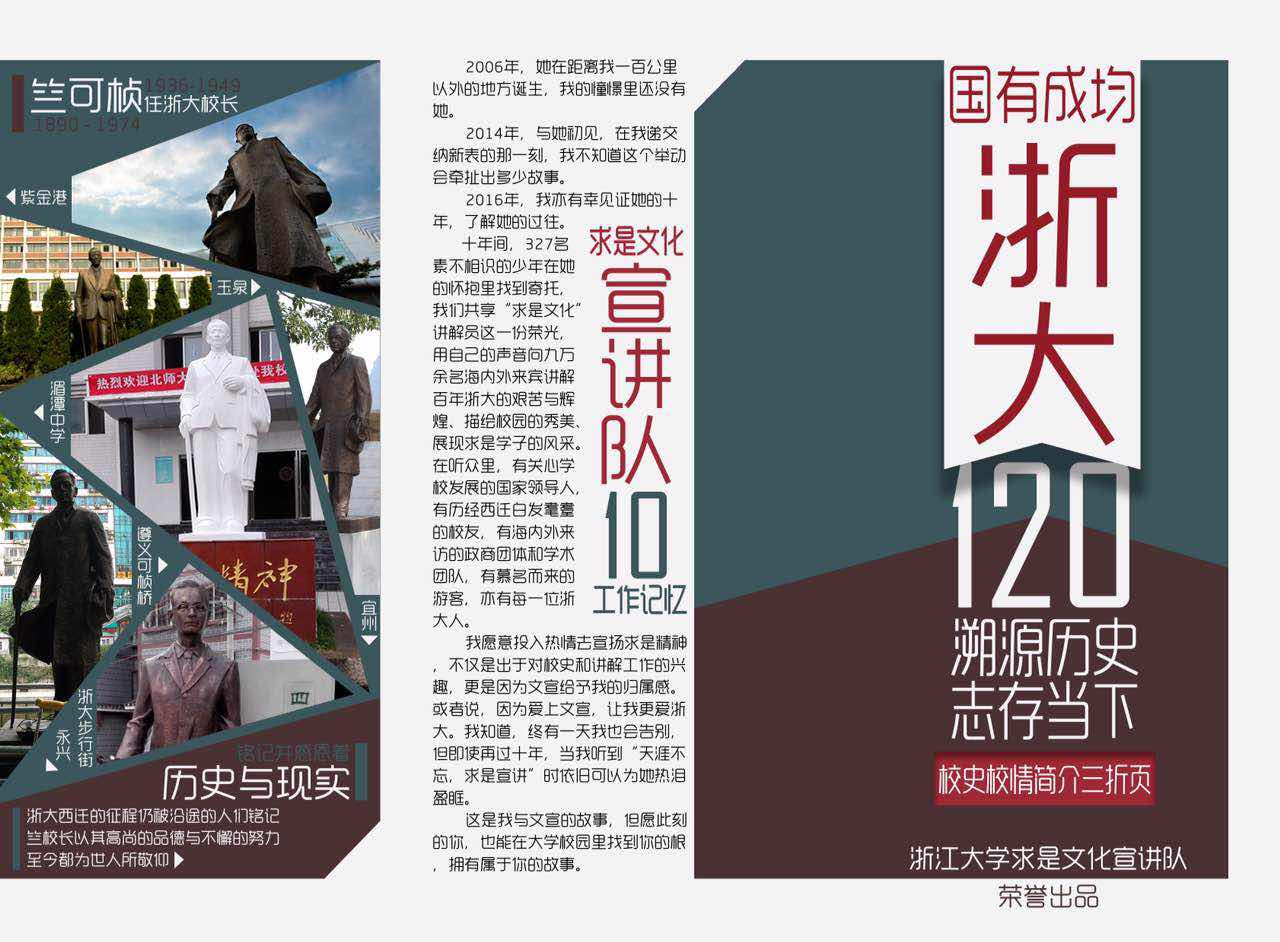 竺可桢
1936-1949
任浙大校长
1890 - 1974
紫金港
玉泉
热烈欢迎北师大
我校
湄潭中学
遵义可桢桥
精神
宜州
四
浙大步行街
永兴
铭记并感恩着
历史与现实
浙大西迁的征程仍被沿途的人们铭记
竺校长以其高尚的品德与不懈的努力
至今都为世人所敬仰
2006年，她在距离我一百公里
以外的地方诞生，我的憧憬里还没有
她。
2014年，与她初见，在我递交
纳新表的那一刻，我不知道这个举动
会牵扯出多少故事。
2016年，我亦有幸见证她的十
年，了解她的过往。
十年间，327名
素不相识的少年在她
的怀抱里找到寄托，
我们共享“求是文化”
讲解员这一份荣光，
用自己的声音向九万
余名海内外来宾讲解
百年浙大的艰苦与辉
煌、描绘校园的秀美、
展现求是学子的风采。
在听众里，有关心学
校发展的国家领导人，
有历经西迁白发耄耋
的校友，有海内外来
访的政商团体和学术
团队，有慕名而来的
游客，亦有每一位浙
大人。
我愿意投入热情去宣扬求是精神
，不仅是出于对校史和讲解工作的兴
趣，更是因为文宣给予我的归属感。
或者说，因为爱上文宣，让我更爱浙
大。我知道，终有一天我也会告别，
但即使再过十年，当我听到“天涯不
忘，求是宣讲”时依旧可以为她热泪
盈眶。
这是我与文宣的故事，但愿此刻
的你，也能在大学校园里找到你的根
，拥有属于你的故事。
求是文化
宣
讲
队
10
工作记忆
国有成均
浙
大
120
溯源历史
志存当下
校史校情简介三折页
浙江大学求是文化宣讲队
荣誉出品